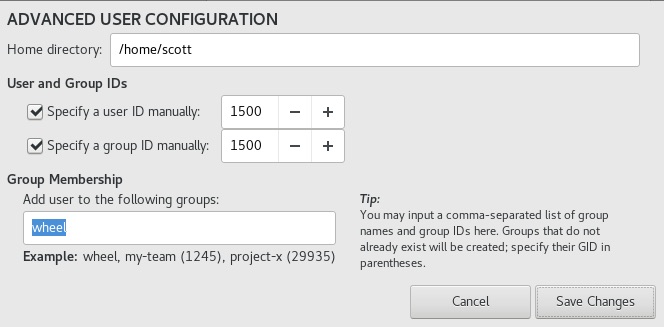 ADVANCED USER CONFIGURATION
Home directory: /home/scott
User and Group IDs
Specify a user ID manually: 1500 − +
Specify a group ID manually: 1500 − +
Group Membership
Add user to the following groups:
wheel
Example: wheel, my-team (1245), project-x (29935)
Tip:
You may input a comma-separated list of group
names and group IDs here. Groups that do not
already exist will be created; specify their GID in
parentheses.
Cancel
Save Changes